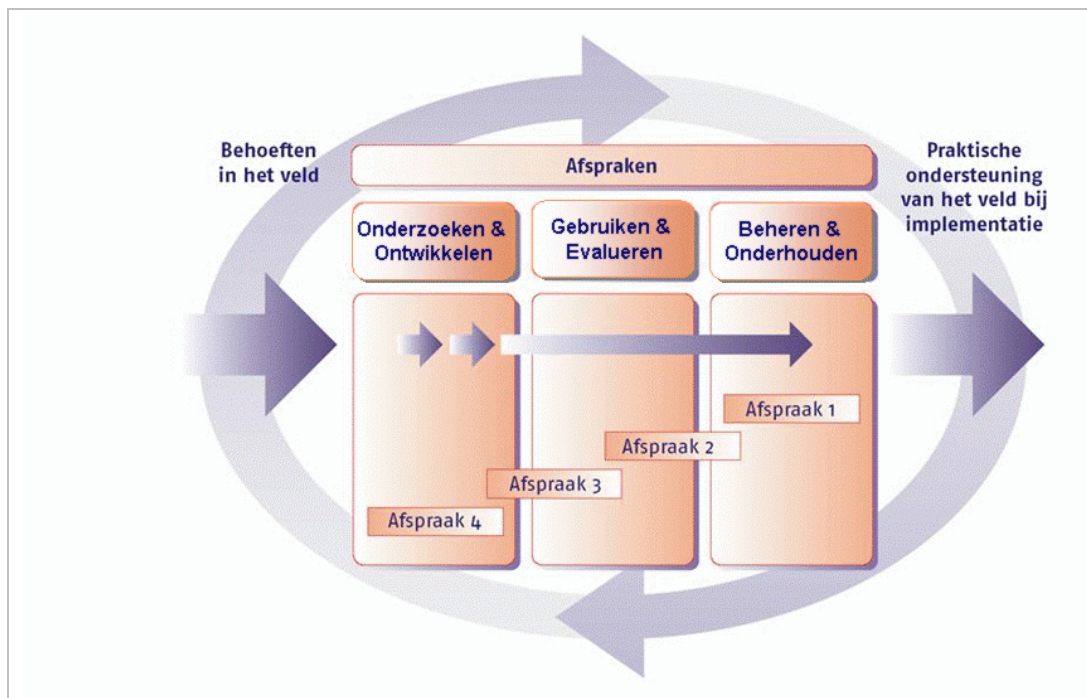 Behoeften
in het veld
Afspraken
Praktische
ondersteuning
van het veld bij
implementatie
Onderzoeken &
Ontwikkelen
Gebruiken &
Evalueren
Beheren &
Onderhouden
Afspraak 1
Afspraak 2
Afspraak 3
Afspraak 4